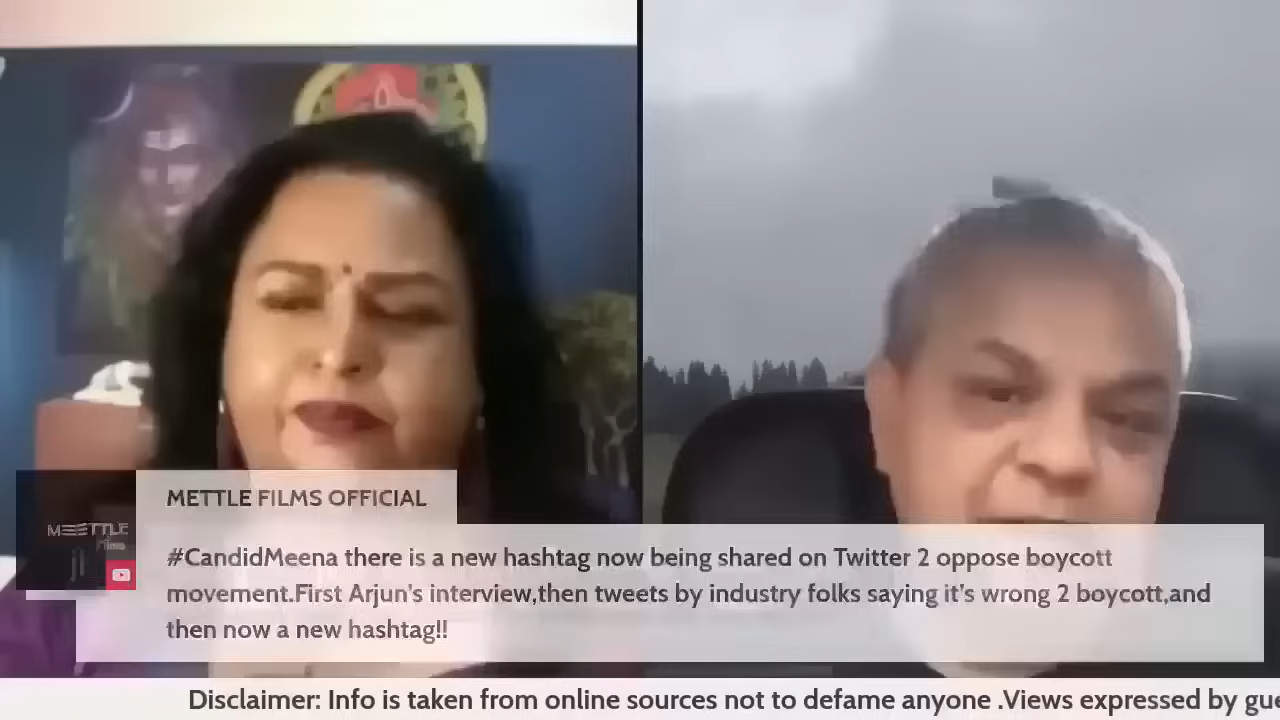 METTLE FILMS OFFICIAL
MEETTLE
Films
#CandidMeena there is a new hashtag now being shared on Twitter 2 oppose boycott
movement.First Arjun's interview,then tweets by industry folks saying it's wrong 2 boycott,and
then now a new hashtag!!
Disclaimer: Info is taken from online sources not to defame anyone .Views expressed by gue